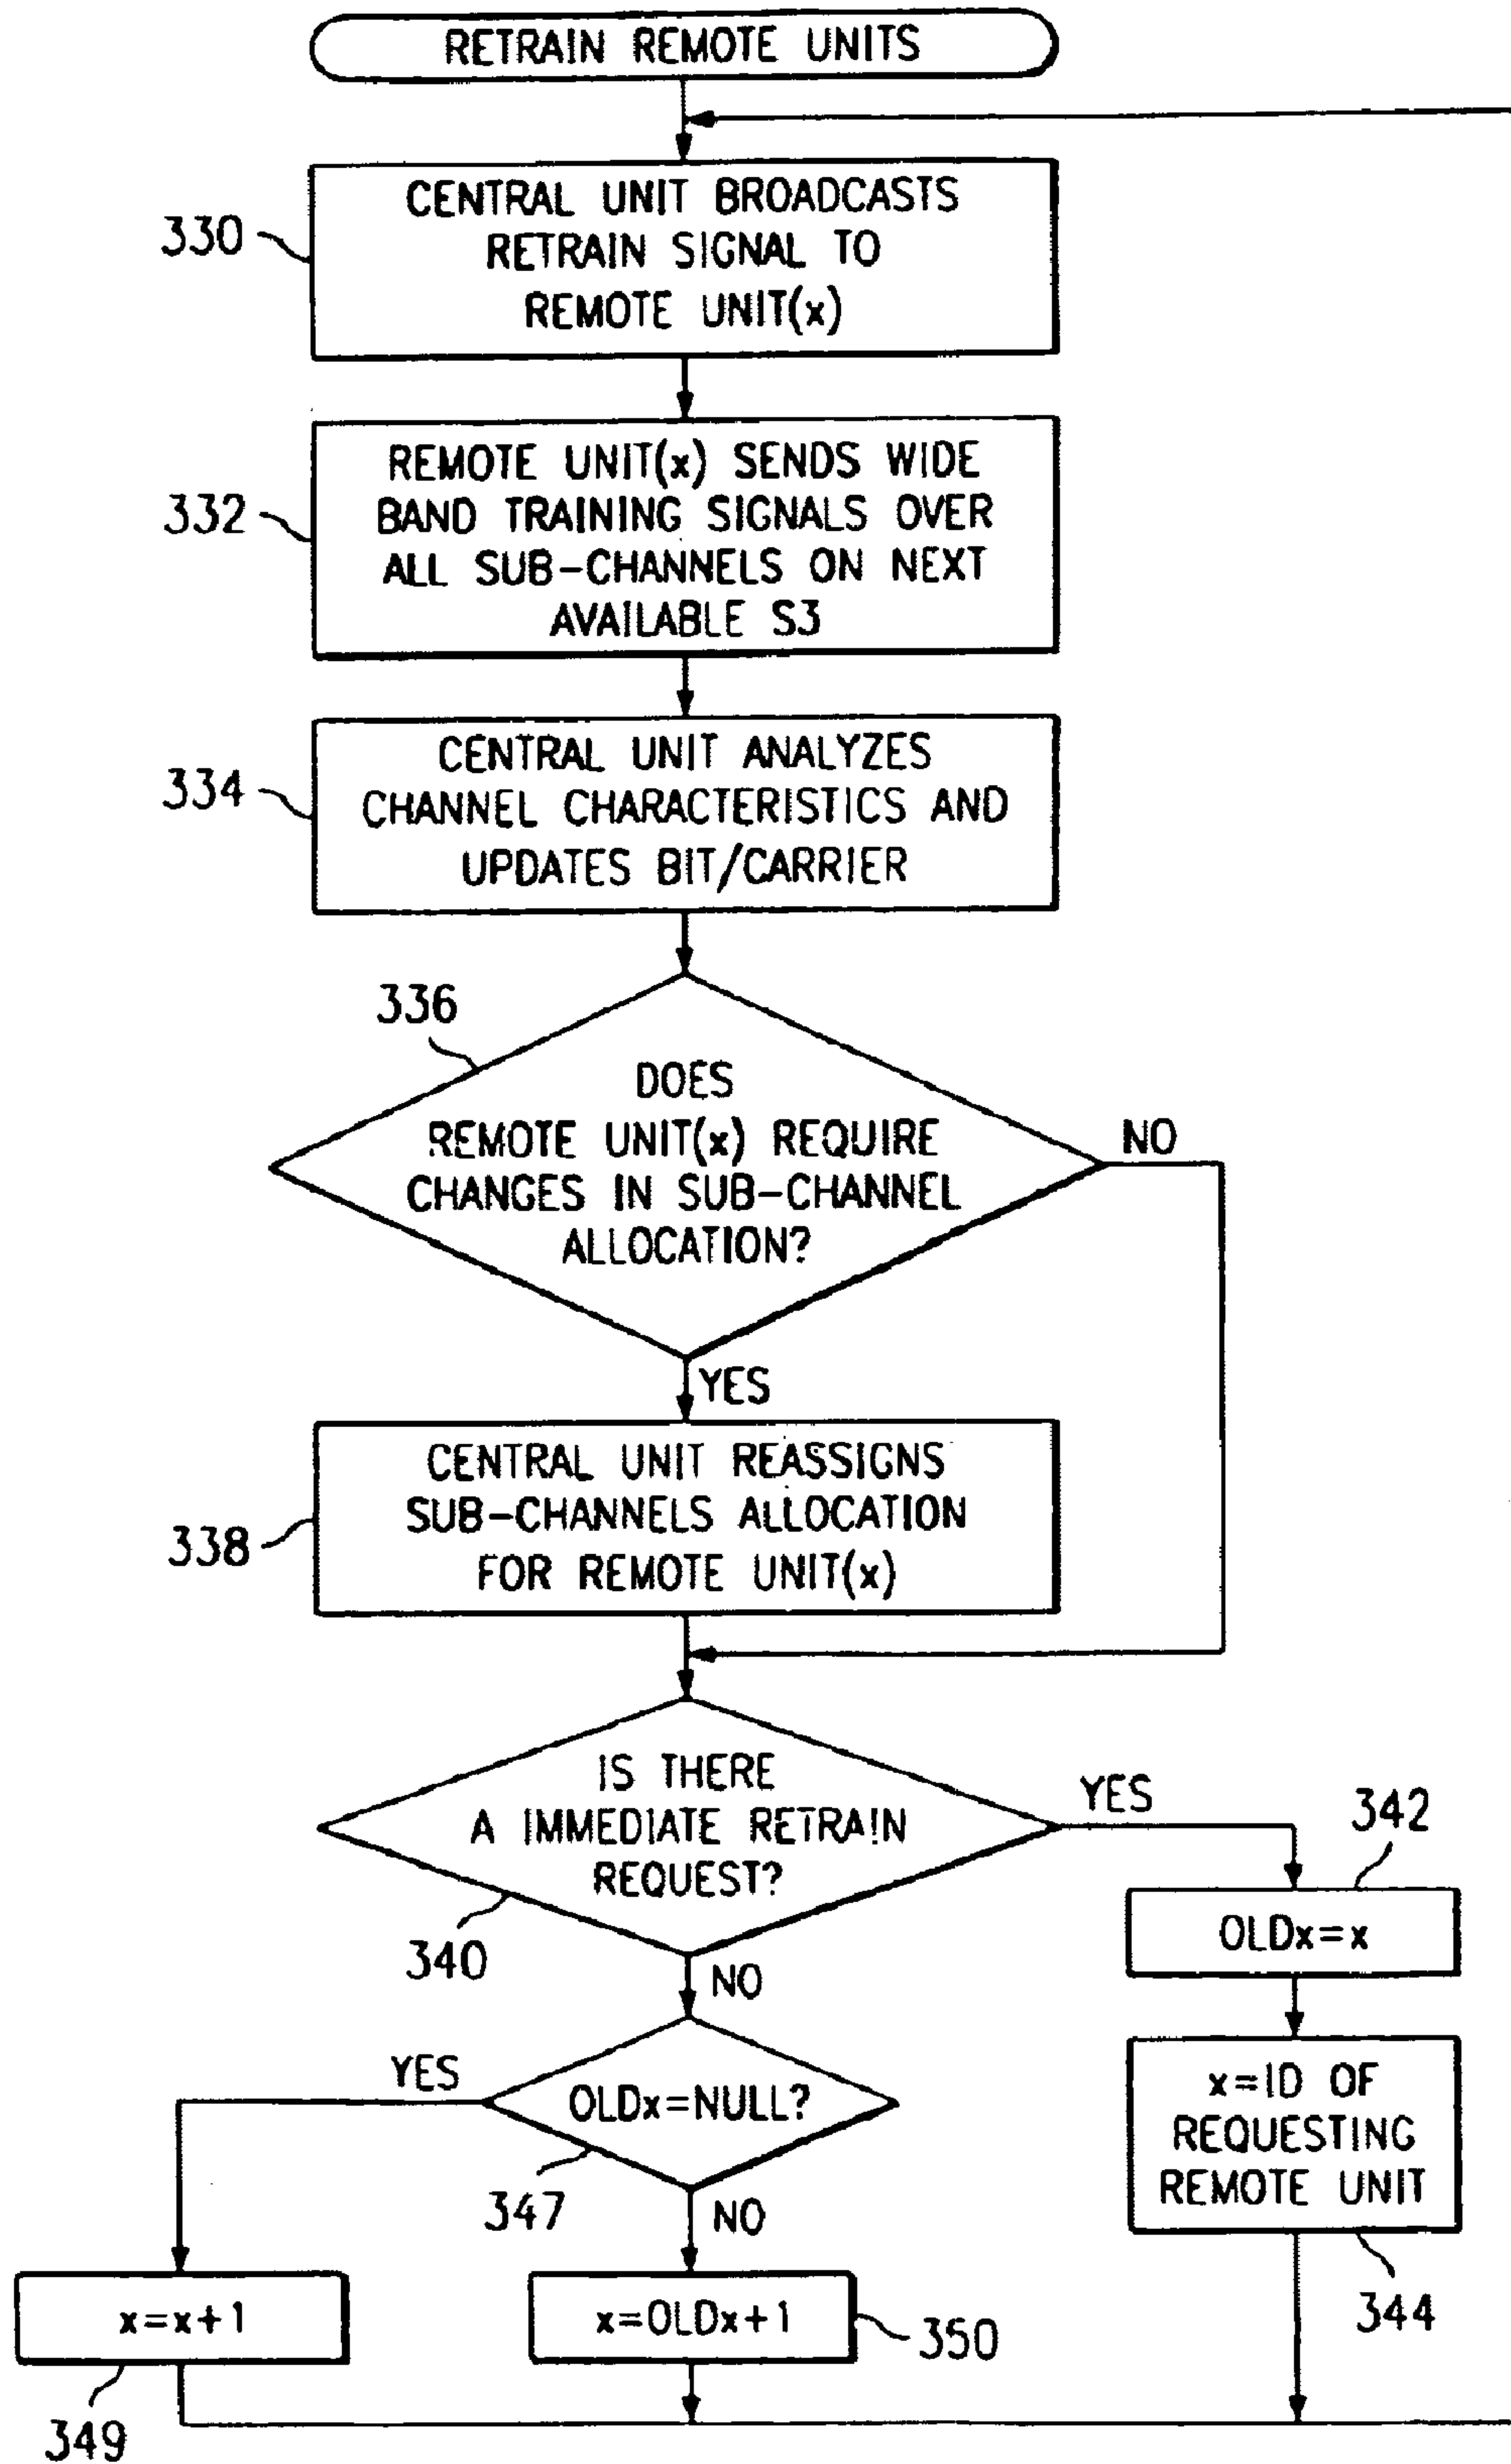 RETRAIN REMOTE UNITS
CENTRAL UNIT BROADCASTS
RETRAIN SIGNAL TO
REMOTE UNIT(x)
330
REMOTE UNIT(x) SENDS WIDE
BAND TRAINING SIGNALS OVER
ALL SUB-CHANNELS ON NEXT
AVAILABLE S3
332
CENTRAL UNIT ANALYZES
CHANNEL CHARACTERISTICS AND
UPDATES BIT/CARRIER
334
336
DOES
REMOTE UNIT(x) REQUIRE
CHANGES IN SUB-CHANNEL
ALLOCATION?
NO
YES
CENTRAL UNIT REASSIGNS
SUB-CHANNELS ALLOCATION
FOR REMOTE UNIT(x)
338
IS THERE
A IMMEDIATE RETRAIN
REQUEST?
YES
342
340
OLDx=x
NO
YES
OLDx=NULL?
x=ID OF
REQUESTING
REMOTE UNIT
347
NO
x=x+1
x=OLDx+1
350
344
349